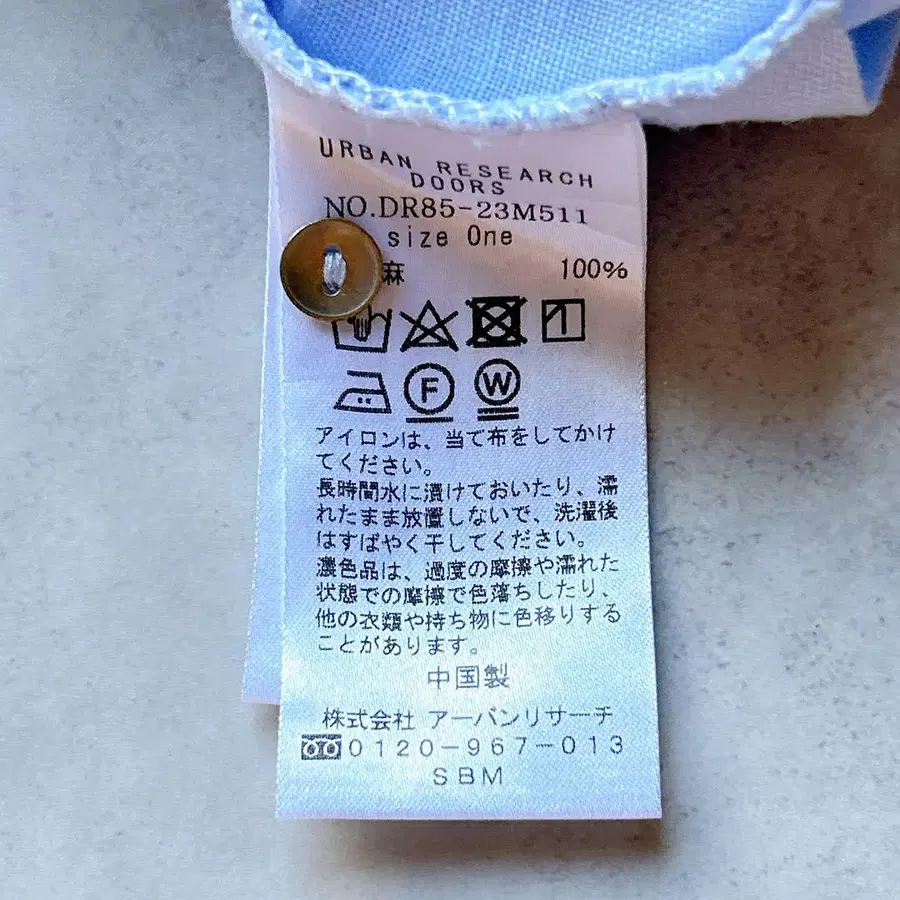 URBAN RESEARCH
DOORS
NO.DR85-23M511
size One
麻 100%
F
W
アイロンは、当て布をしてかけ
てください。
長時間水に漬けておいたり、濡
れたまま放置しないで、洗濯後
はすばやく干してください。
濃色品は、過度の摩擦や濡れた
状態での摩擦で色落ちしたり、
他の衣類や持ち物に色移りする
ことがあります。
中国製
株式会社 アーバンリサーチ
0120-967-013
SBM